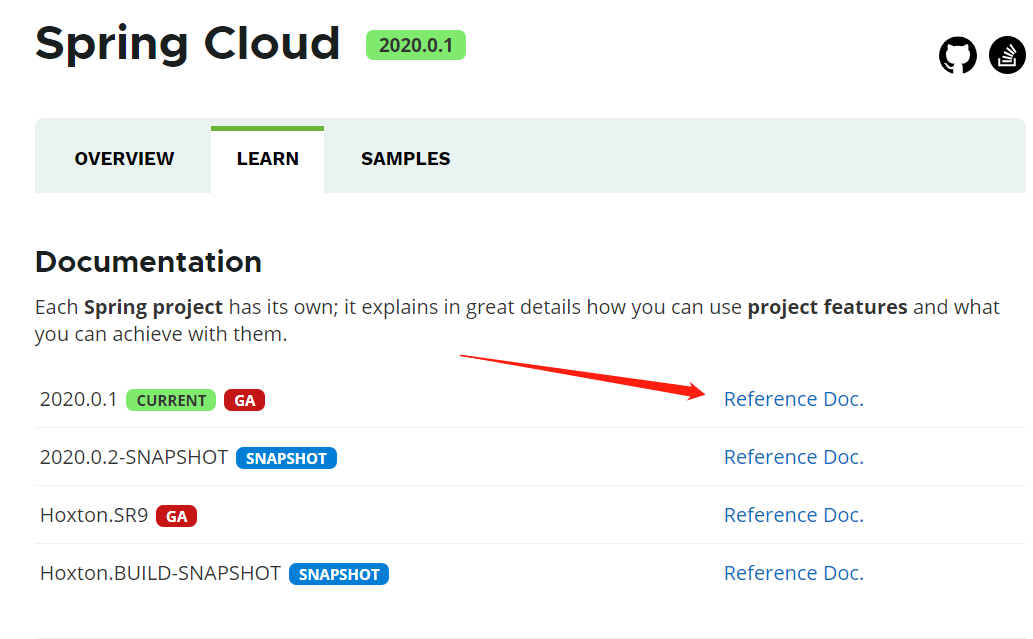 Spring Cloud 2020.0.1
OVERVIEW LEARN SAMPLES
Documentation
Each Spring project has its own; it explains in great details how you can use project features and what
you can achieve with them.
2020.0.1 CURRENT GA Reference Doc.
2020.0.2-SNAPSHOT SNAPSHOT Reference Doc.
Hoxton.SR9 GA Reference Doc.
Hoxton.BUILD-SNAPSHOT SNAPSHOT Reference Doc.